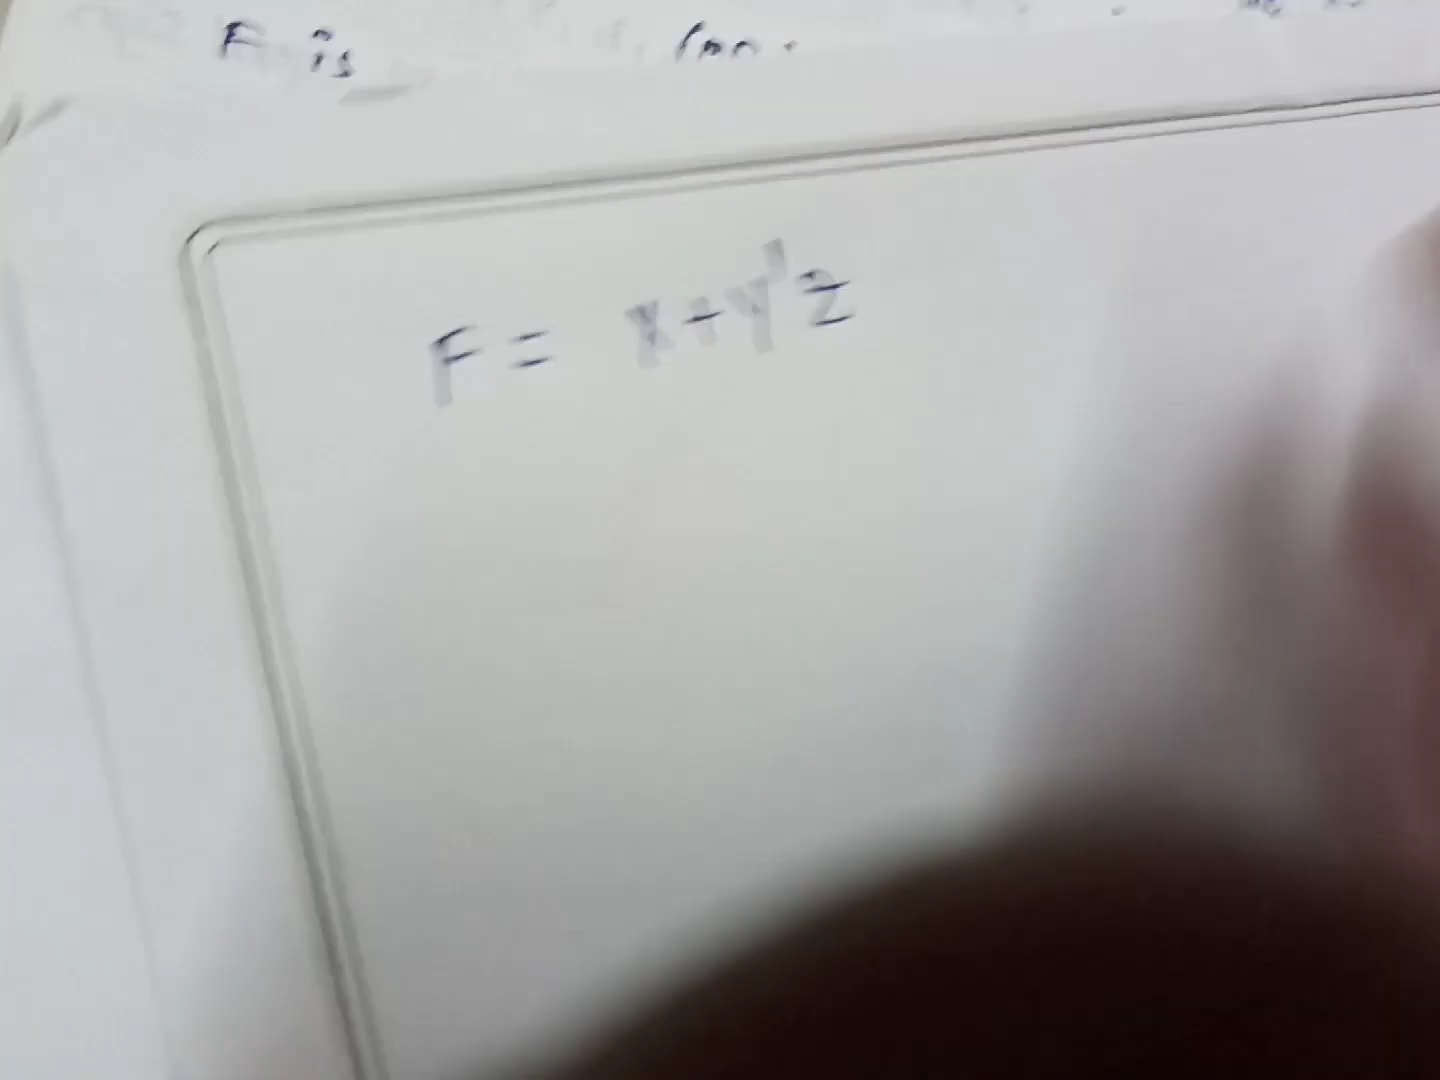 F is
F = x + y'z